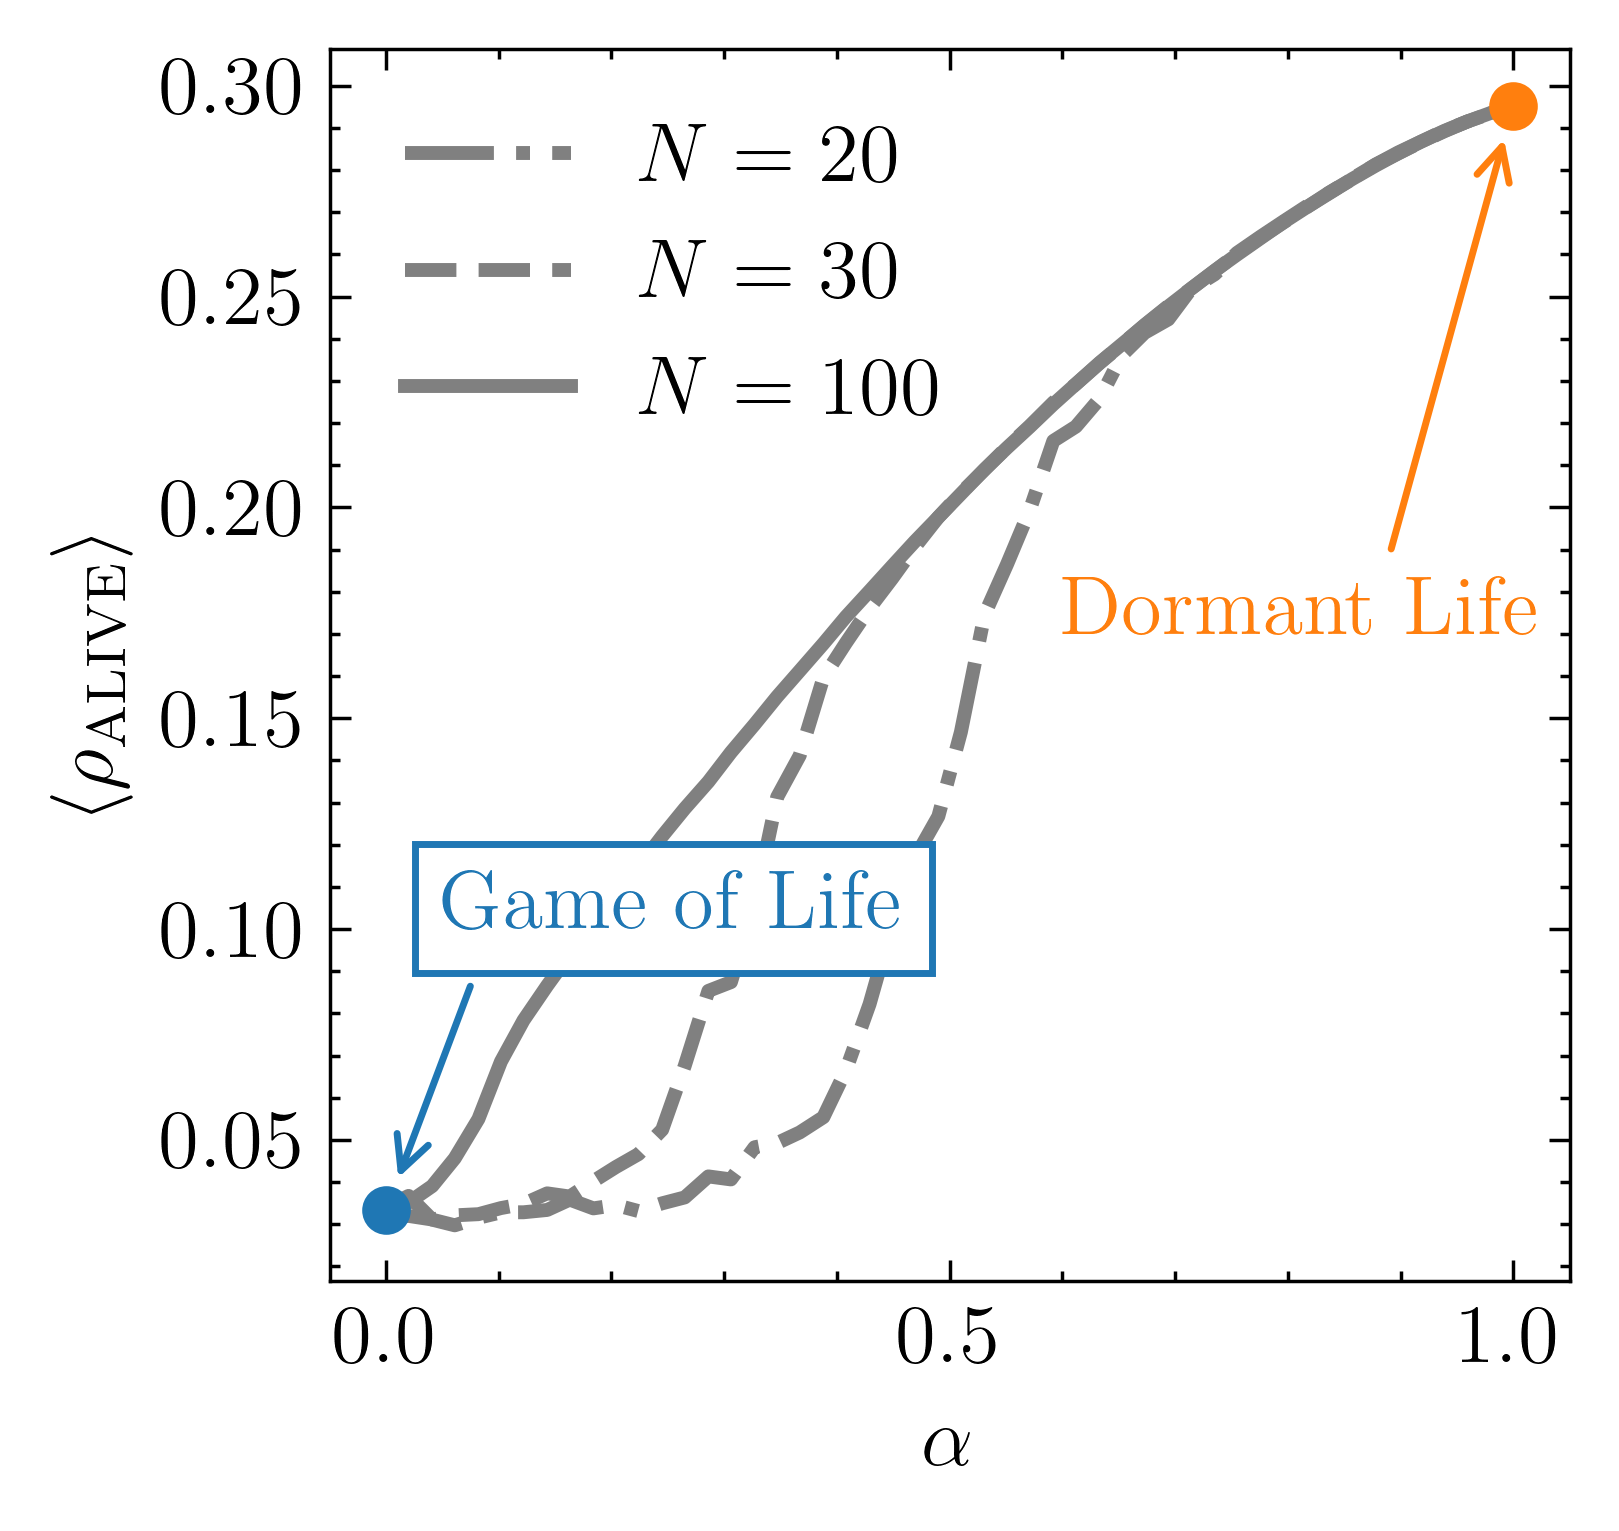 0.30
0.25
0.20
0.15
0.10
0.05
⟨ρ_ALIVE⟩
N = 20
N = 30
N = 100
Dormant Life
Game of Life
0.0 0.5 1.0
α